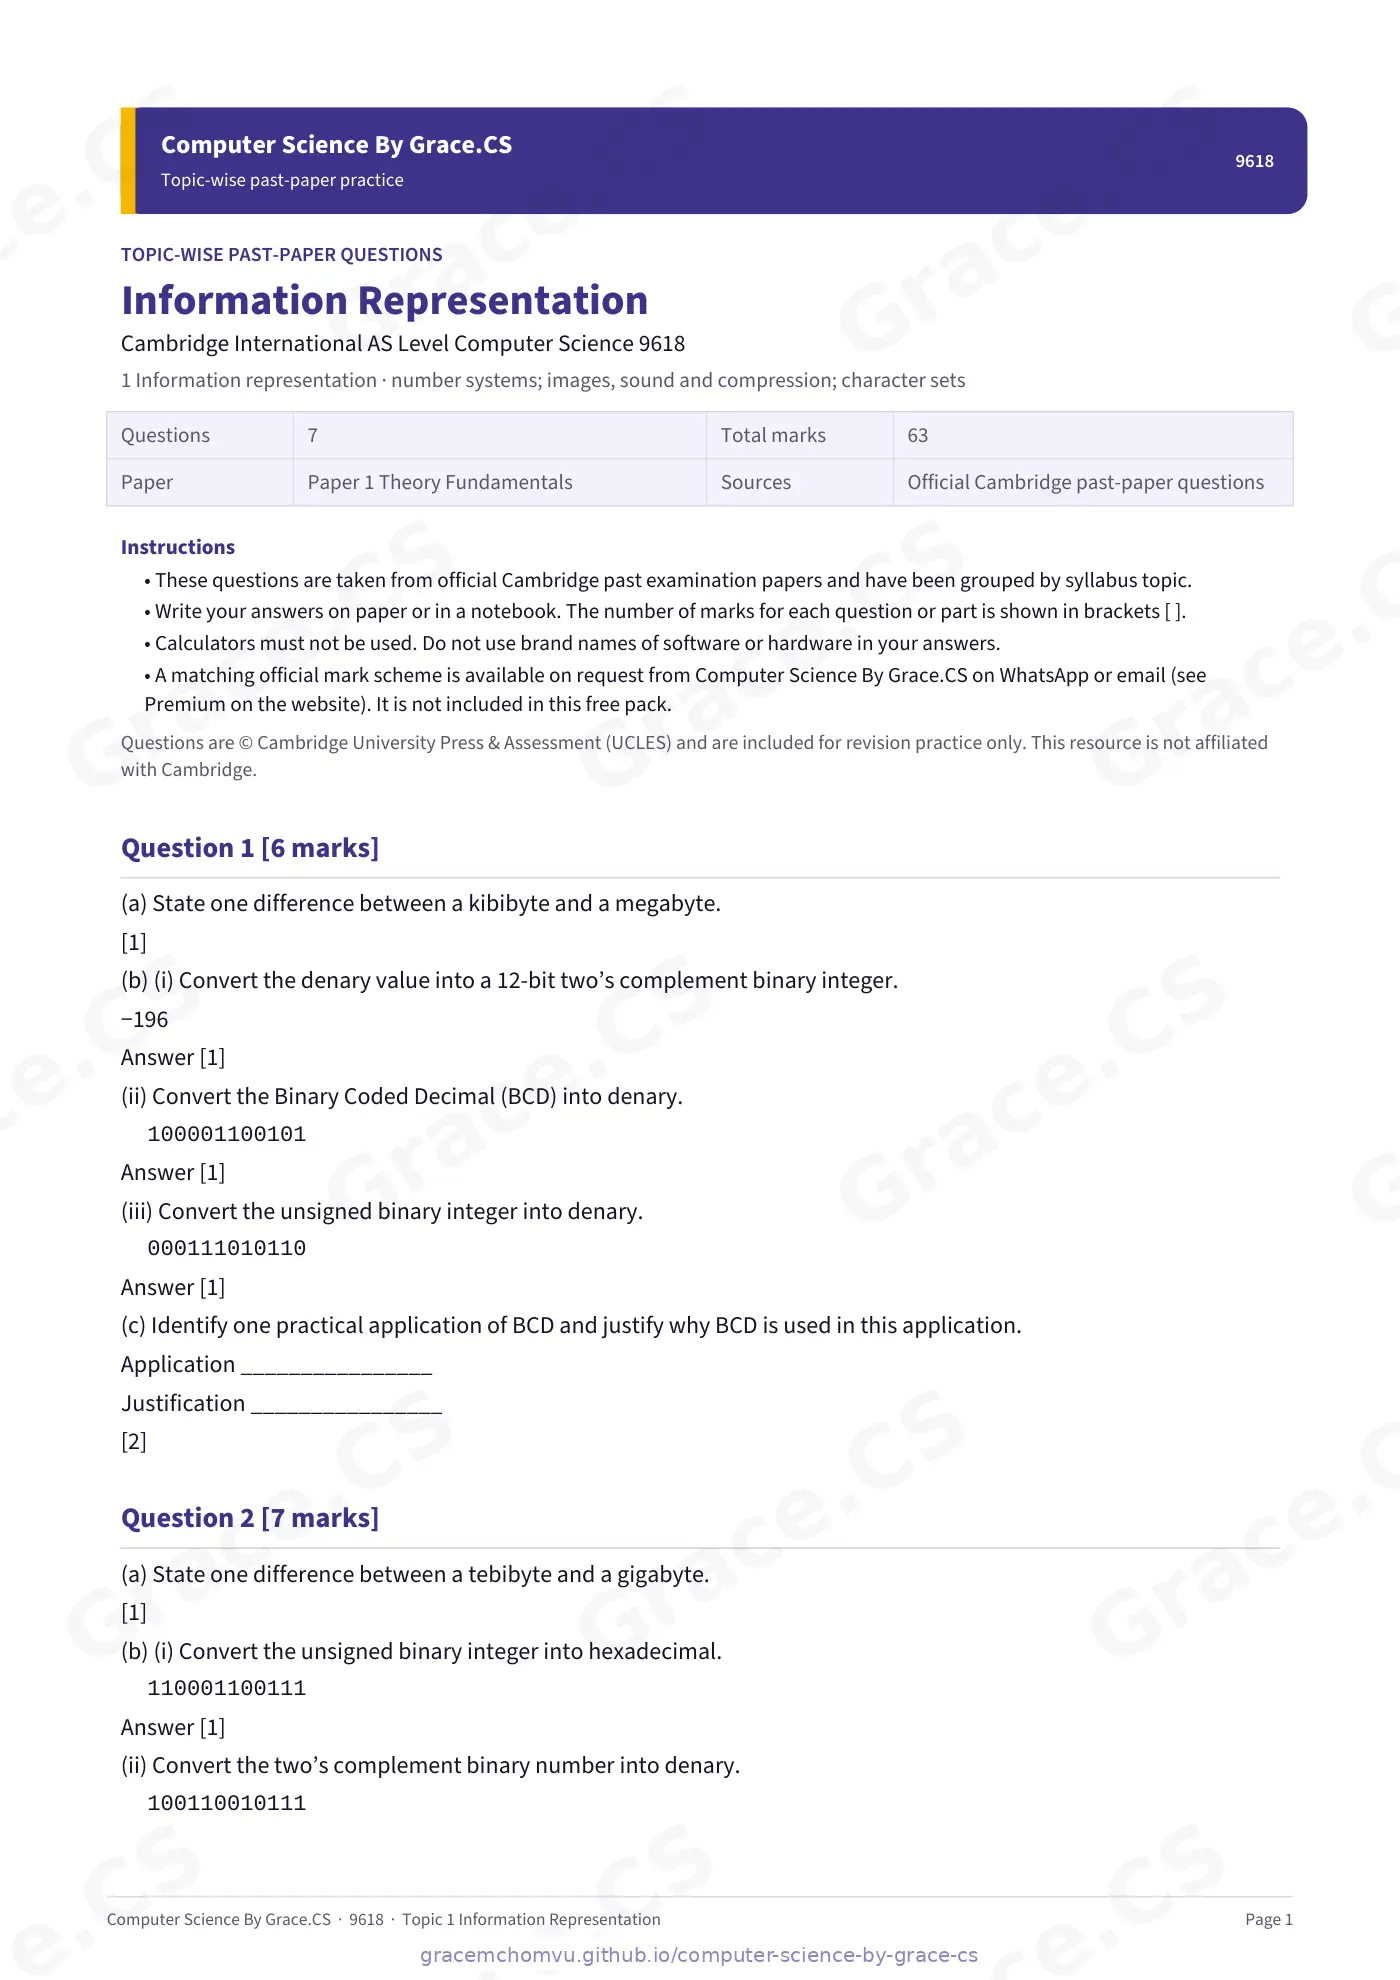 Computer Science By Grace.CS
Topic-wise past-paper practice
9618
TOPIC-WISE PAST-PAPER QUESTIONS
Information Representation
Cambridge International AS Level Computer Science 9618
1 Information representation · number systems; images, sound and compression; character sets
Questions 7 Total marks 63
Paper Paper 1 Theory Fundamentals Sources Official Cambridge past-paper questions
Instructions
• These questions are taken from official Cambridge past examination papers and have been grouped by syllabus topic.
• Write your answers on paper or in a notebook. The number of marks for each question or part is shown in brackets [ ].
• Calculators must not be used. Do not use brand names of software or hardware in your answers.
• A matching official mark scheme is available on request from Computer Science By Grace.CS on WhatsApp or email (see
Premium on the website). It is not included in this free pack.
Questions are © Cambridge University Press & Assessment (UCLES) and are included for revision practice only. This resource is not affiliated
with Cambridge.
Question 1 [6 marks]
(a) State one difference between a kibibyte and a megabyte.
[1]
(b) (i) Convert the denary value into a 12-bit two’s complement binary integer.
−196
Answer [1]
(ii) Convert the Binary Coded Decimal (BCD) into denary.
100001100101
Answer [1]
(iii) Convert the unsigned binary integer into denary.
000111010110
Answer [1]
(c) Identify one practical application of BCD and justify why BCD is used in this application.
Application ________________
Justification ________________
[2]
Question 2 [7 marks]
(a) State one difference between a tebibyte and a gigabyte.
[1]
(b) (i) Convert the unsigned binary integer into hexadecimal.
110001100111
Answer [1]
(ii) Convert the two’s complement binary number into denary.
100110010111
Computer Science By Grace.CS · 9618 · Topic 1 Information Representation
Page 1
gracemchomvu.github.io/computer-science-by-grace-cs